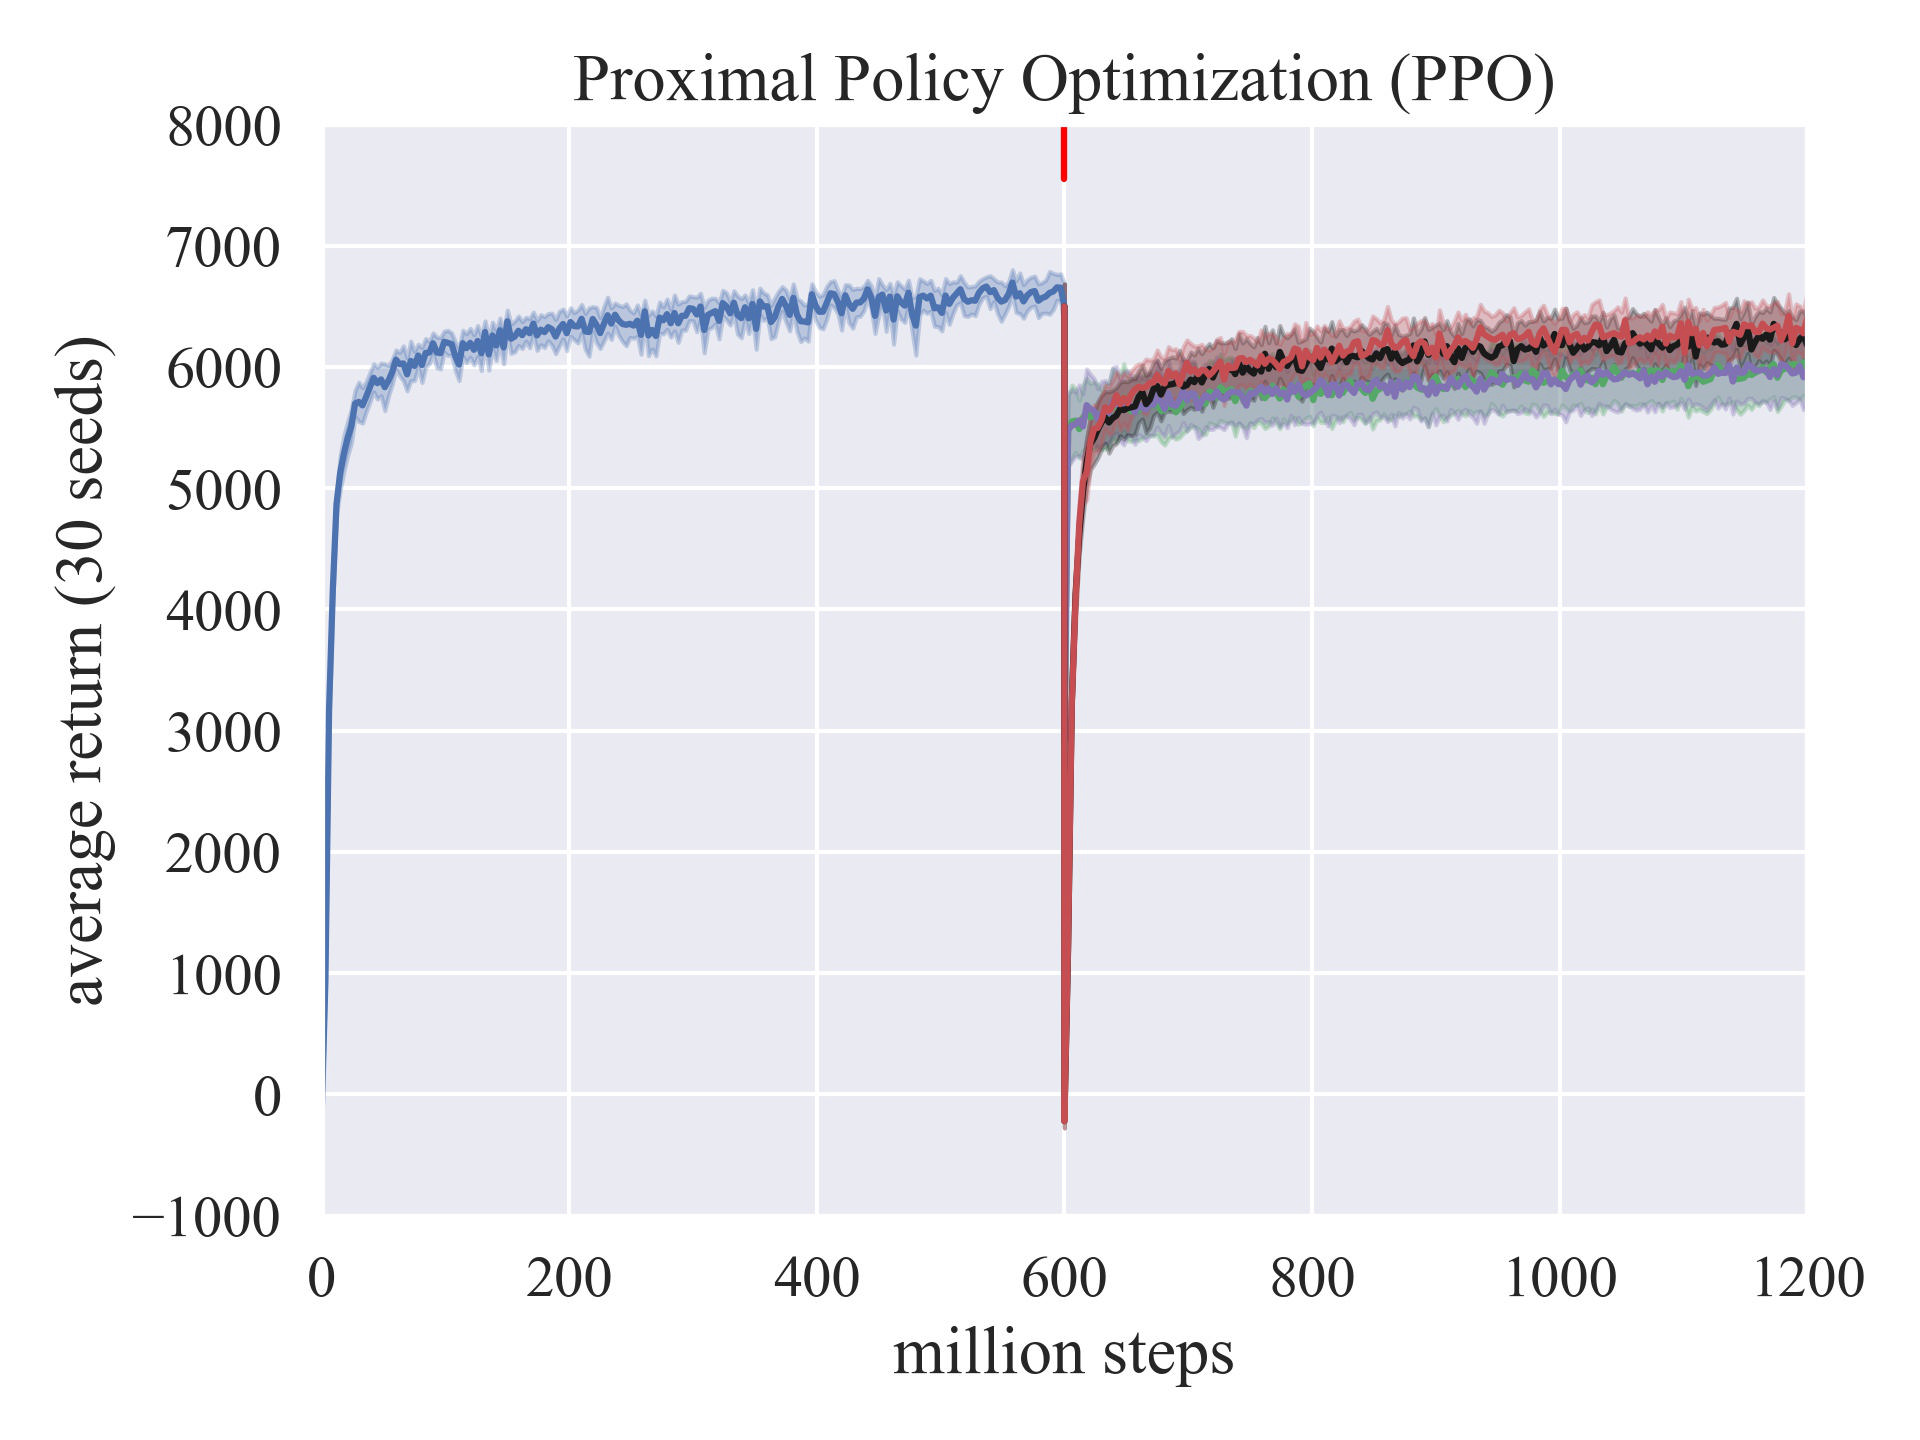 Proximal Policy Optimization (PPO)
8000
7000
6000
5000
4000
3000
2000
1000
0
−1000
average return (30 seeds)
0 200 400 600 800 1000 1200
million steps